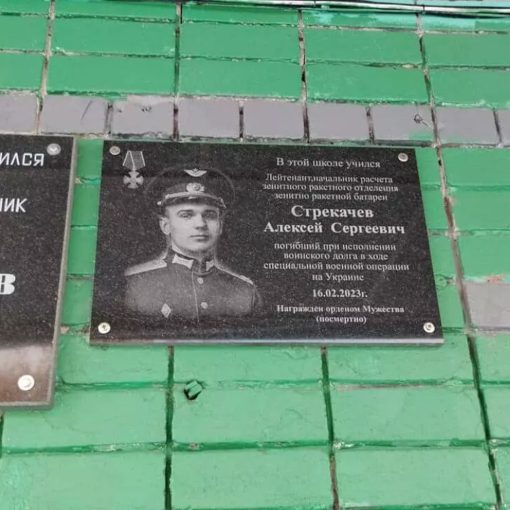 ИЛСЯ
НИК
В
В этой школе учился
Лейтенант,начальник расчета
зенитного ракетного отделения
зенитно ракетной батареи
Стрекачев
Алексей Сергеевич
погибший при исполнении
воинского долга в ходе
специальной военной операции
на Украине
16.02.2023г.
Награжден орденом Мужества
(посмертно)